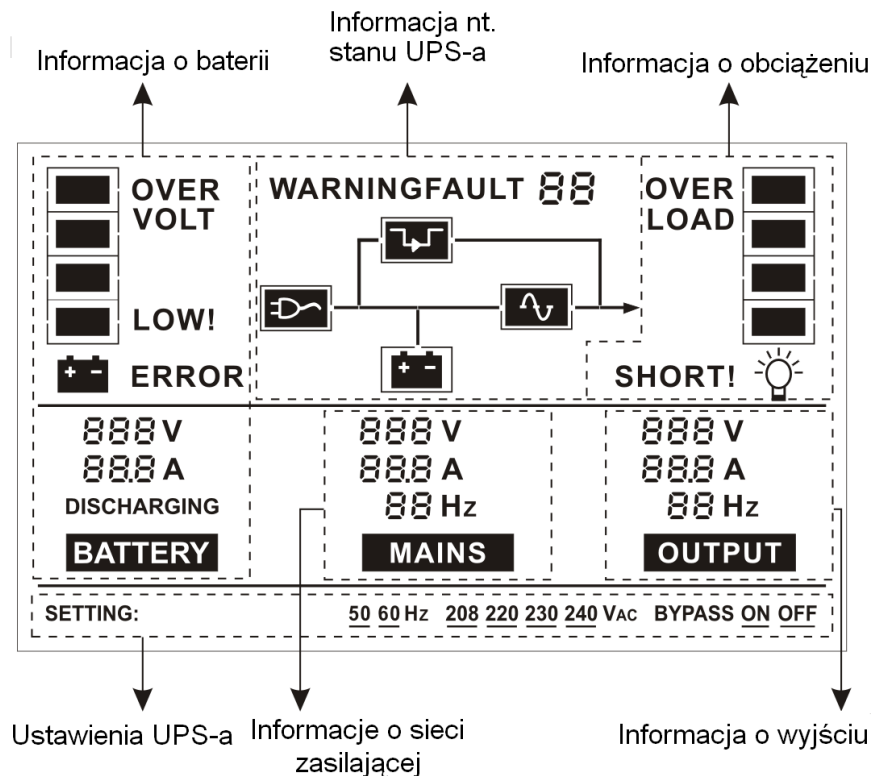 Informacja nt.
stanu UPS-a
Informacja o baterii
Informacja o obciążeniu
OVER
VOLT
LOW!
ERROR
WARNINGFAULT 88
OVER
LOAD
SHORT!
888 V
88.8 A
DISCHARGING
BATTERY
888 V
88.8 A
88 Hz
MAINS
888 V
88.8 A
88 Hz
OUTPUT
SETTING: 50 60 Hz 208 220 230 240 VAC BYPASS ON OFF
Ustawienia UPS-a
Informacje o sieci
zasilającej
Informacja o wyjściu